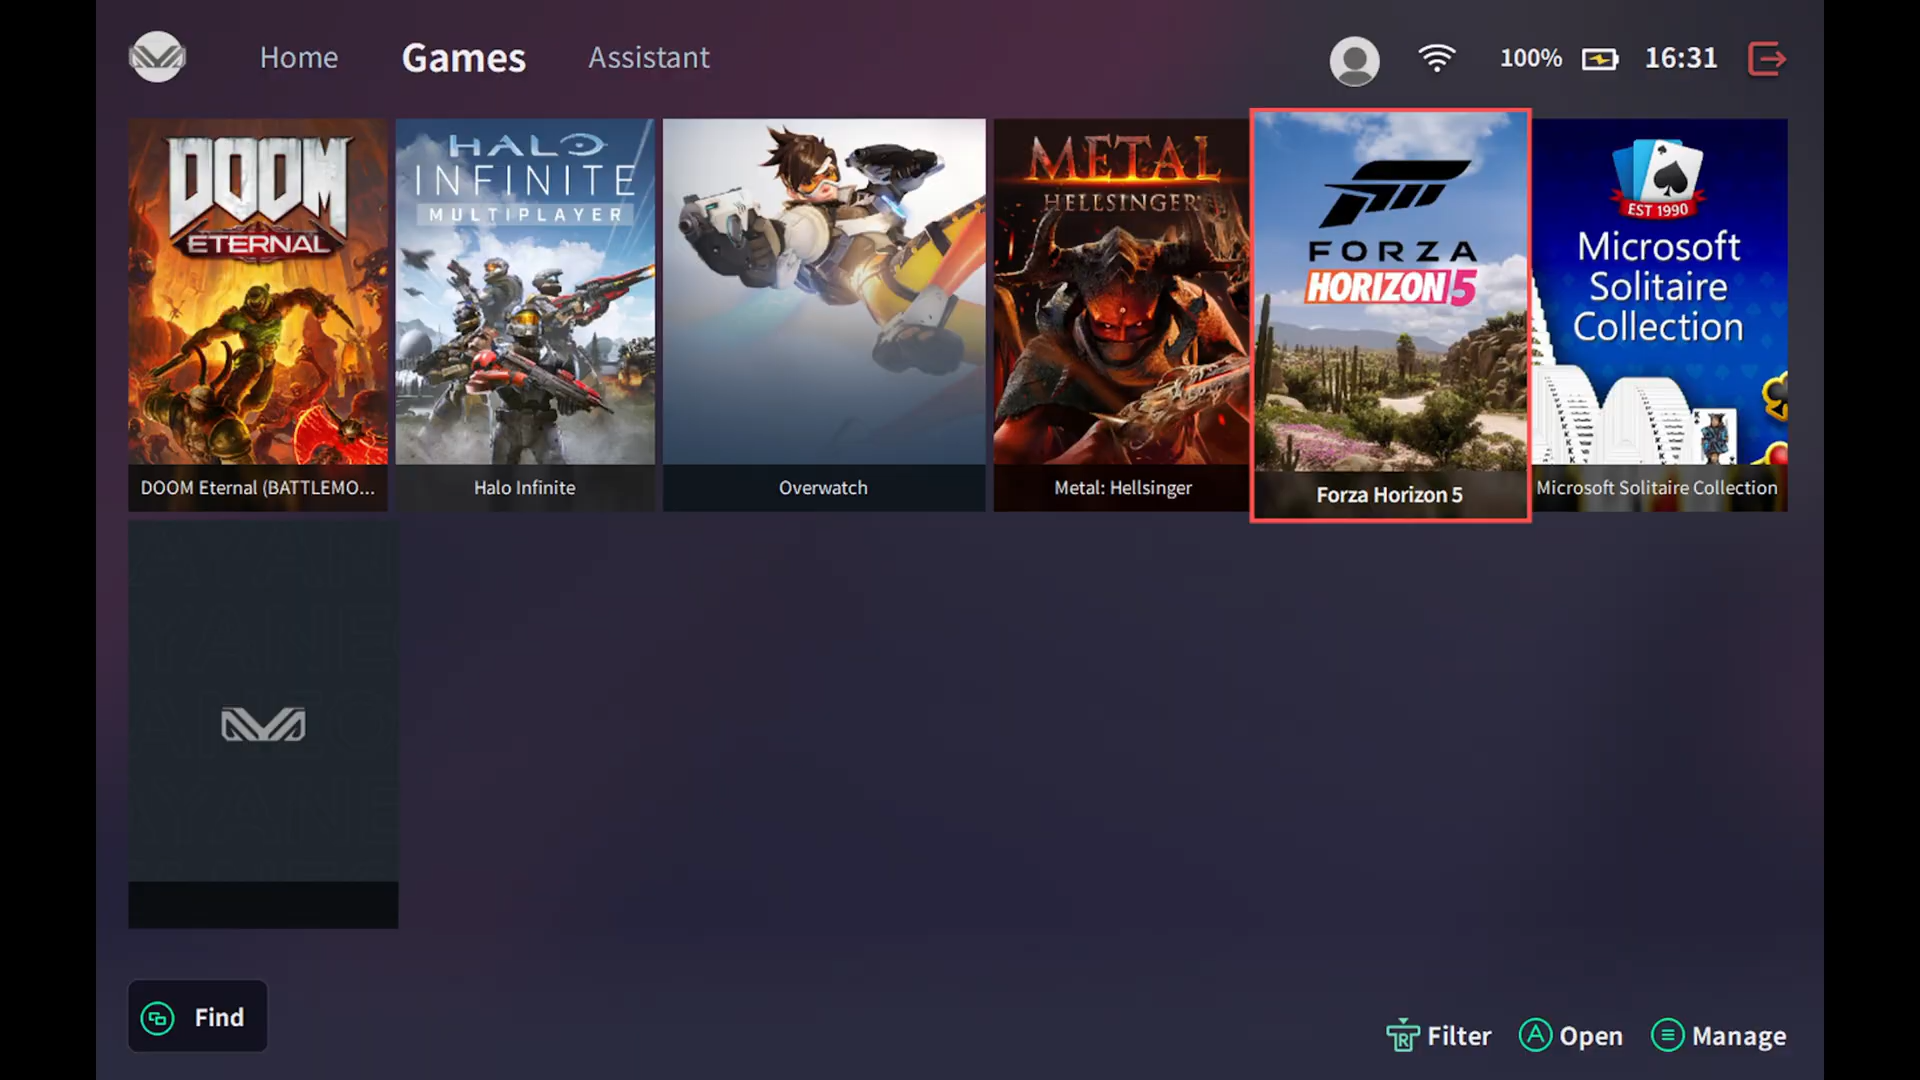 Home
Games
Assistant
100%
16:31
DOOM
ETERNAL
DOOM Eternal (BATTLEMO...
HALO
INFINITE
MULTIPLAYER
Halo Infinite
Overwatch
METAL
HELLSINGER
Metal: Hellsinger
FORZA
HORIZON 5
Forza Horizon 5
EST 1990
Microsoft
Solitaire
Collection
Microsoft Solitaire Collection
Find
R Filter
A Open
Manage